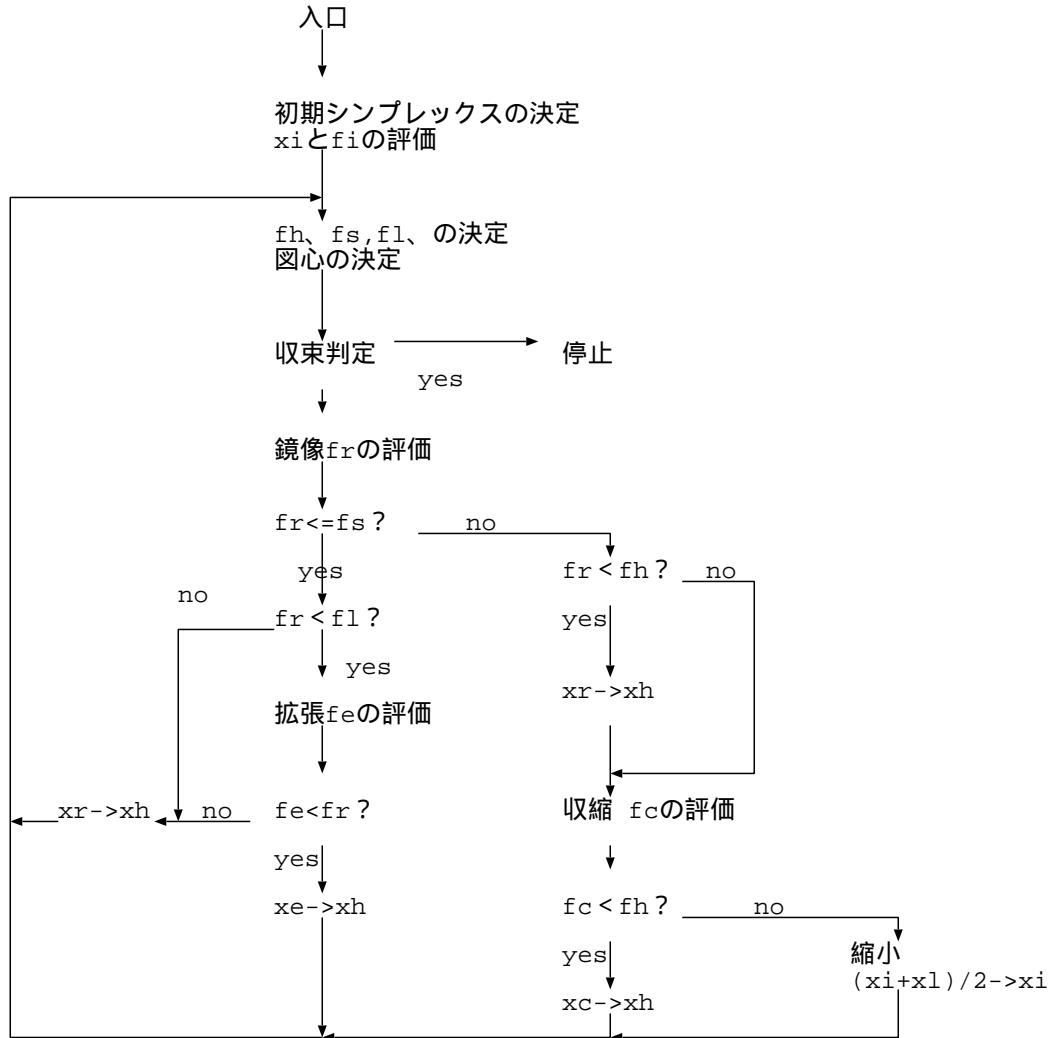 入口
初期シンプレックスの決定
xiとfiの評価
fh、fs,fl、の決定
図心の決定
収束判定
停止
yes
鏡像frの評価
fr<=fs？
no
fr＜fh？
no
yes
no
fr＜fl？
yes
yes
xr->xh
拡張feの評価
xr->xh
no
fe<fr？
収縮 fcの評価
yes
xe->xh
fc＜fh？
no
yes
縮小
(xi+xl)/2->xi
xc->xh